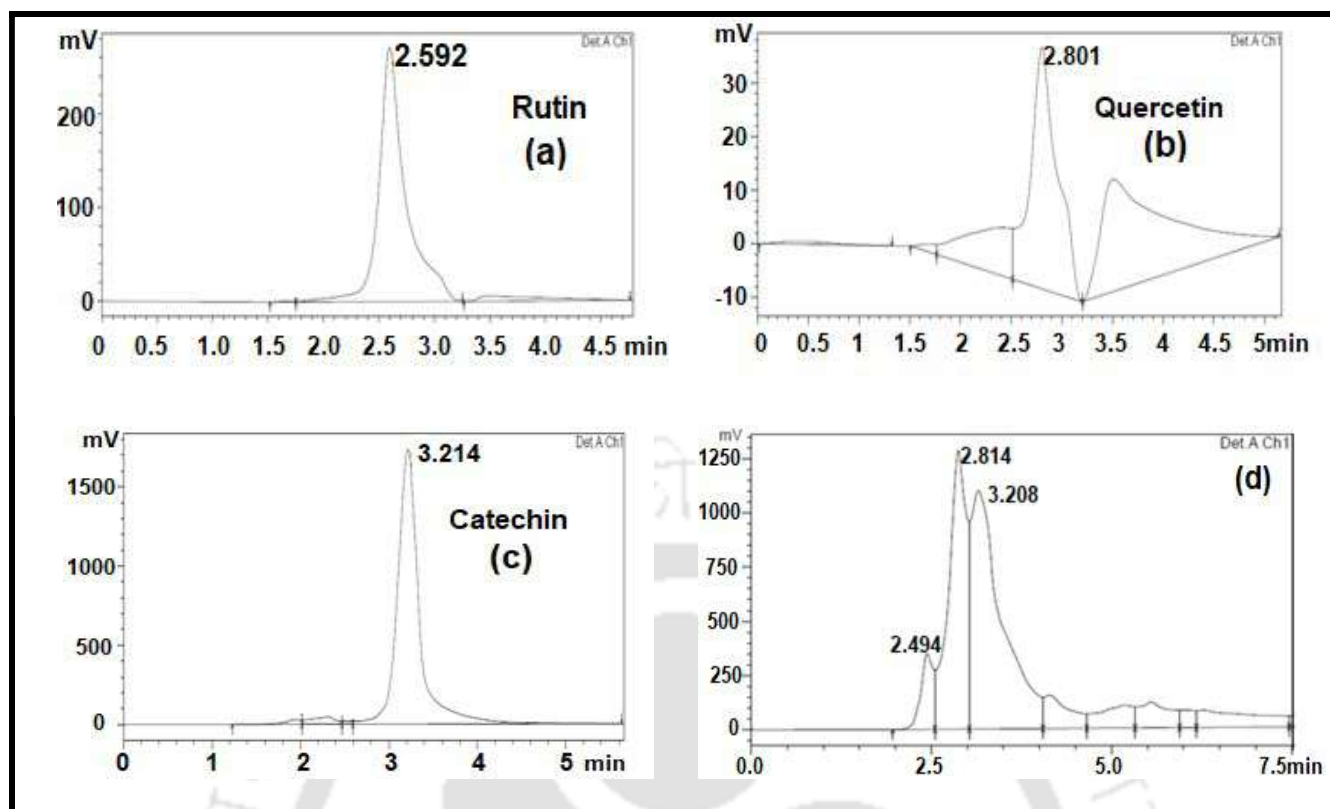 mV
Det.A Ch1
2.592
Rutin
(a)
200
100
0
0 0.5 1.0 1.5 2.0 2.5 3.0 3.5 4.0 4.5 min
mV
Det.A Ch1
2.801
Quercetin
(b)
30
20
10
0
-10
0 0.5 1 1.5 2 2.5 3 3.5 4 4.5 5min
mV
Det.A Ch1
3.214
Catechin
(c)
1500
1000
500
0
0 1 2 3 4 5 min
mV
Det.A Ch1
2.814
(d)
3.208
2.494
1250
1000
750
500
250
0
0.0 2.5 5.0 7.5min